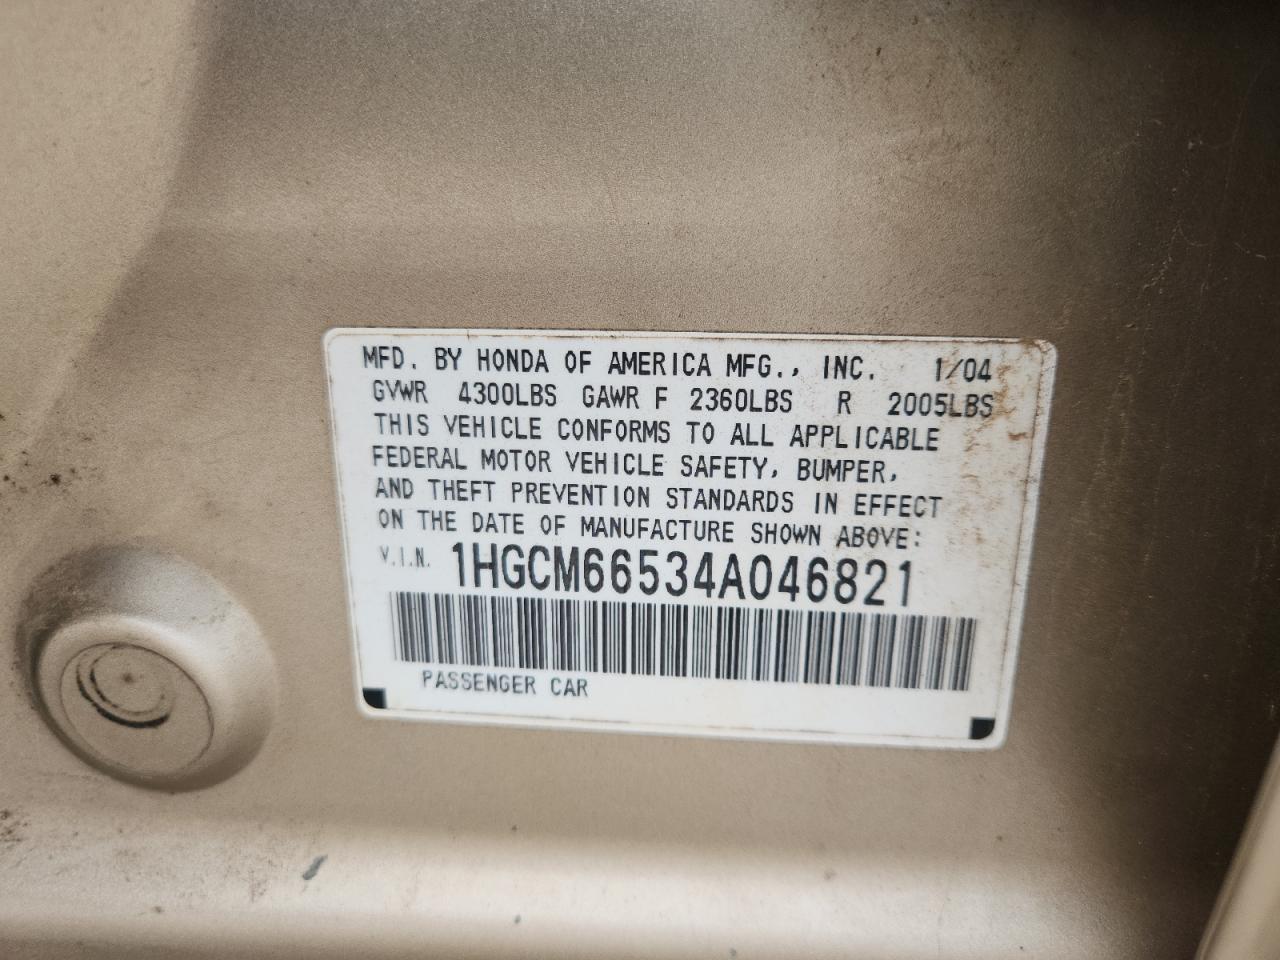 MFD. BY HONDA OF AMERICA MFG., INC. 1/04
GVWR 4300LBS GAWR F 2360LBS R 2005LBS
THIS VEHICLE CONFORMS TO ALL APPLICABLE
FEDERAL MOTOR VEHICLE SAFETY, BUMPER,
AND THEFT PREVENTION STANDARDS IN EFFECT
ON THE DATE OF MANUFACTURE SHOWN ABOVE:
V.I.N. 1HGCM66534A046821
PASSENGER CAR